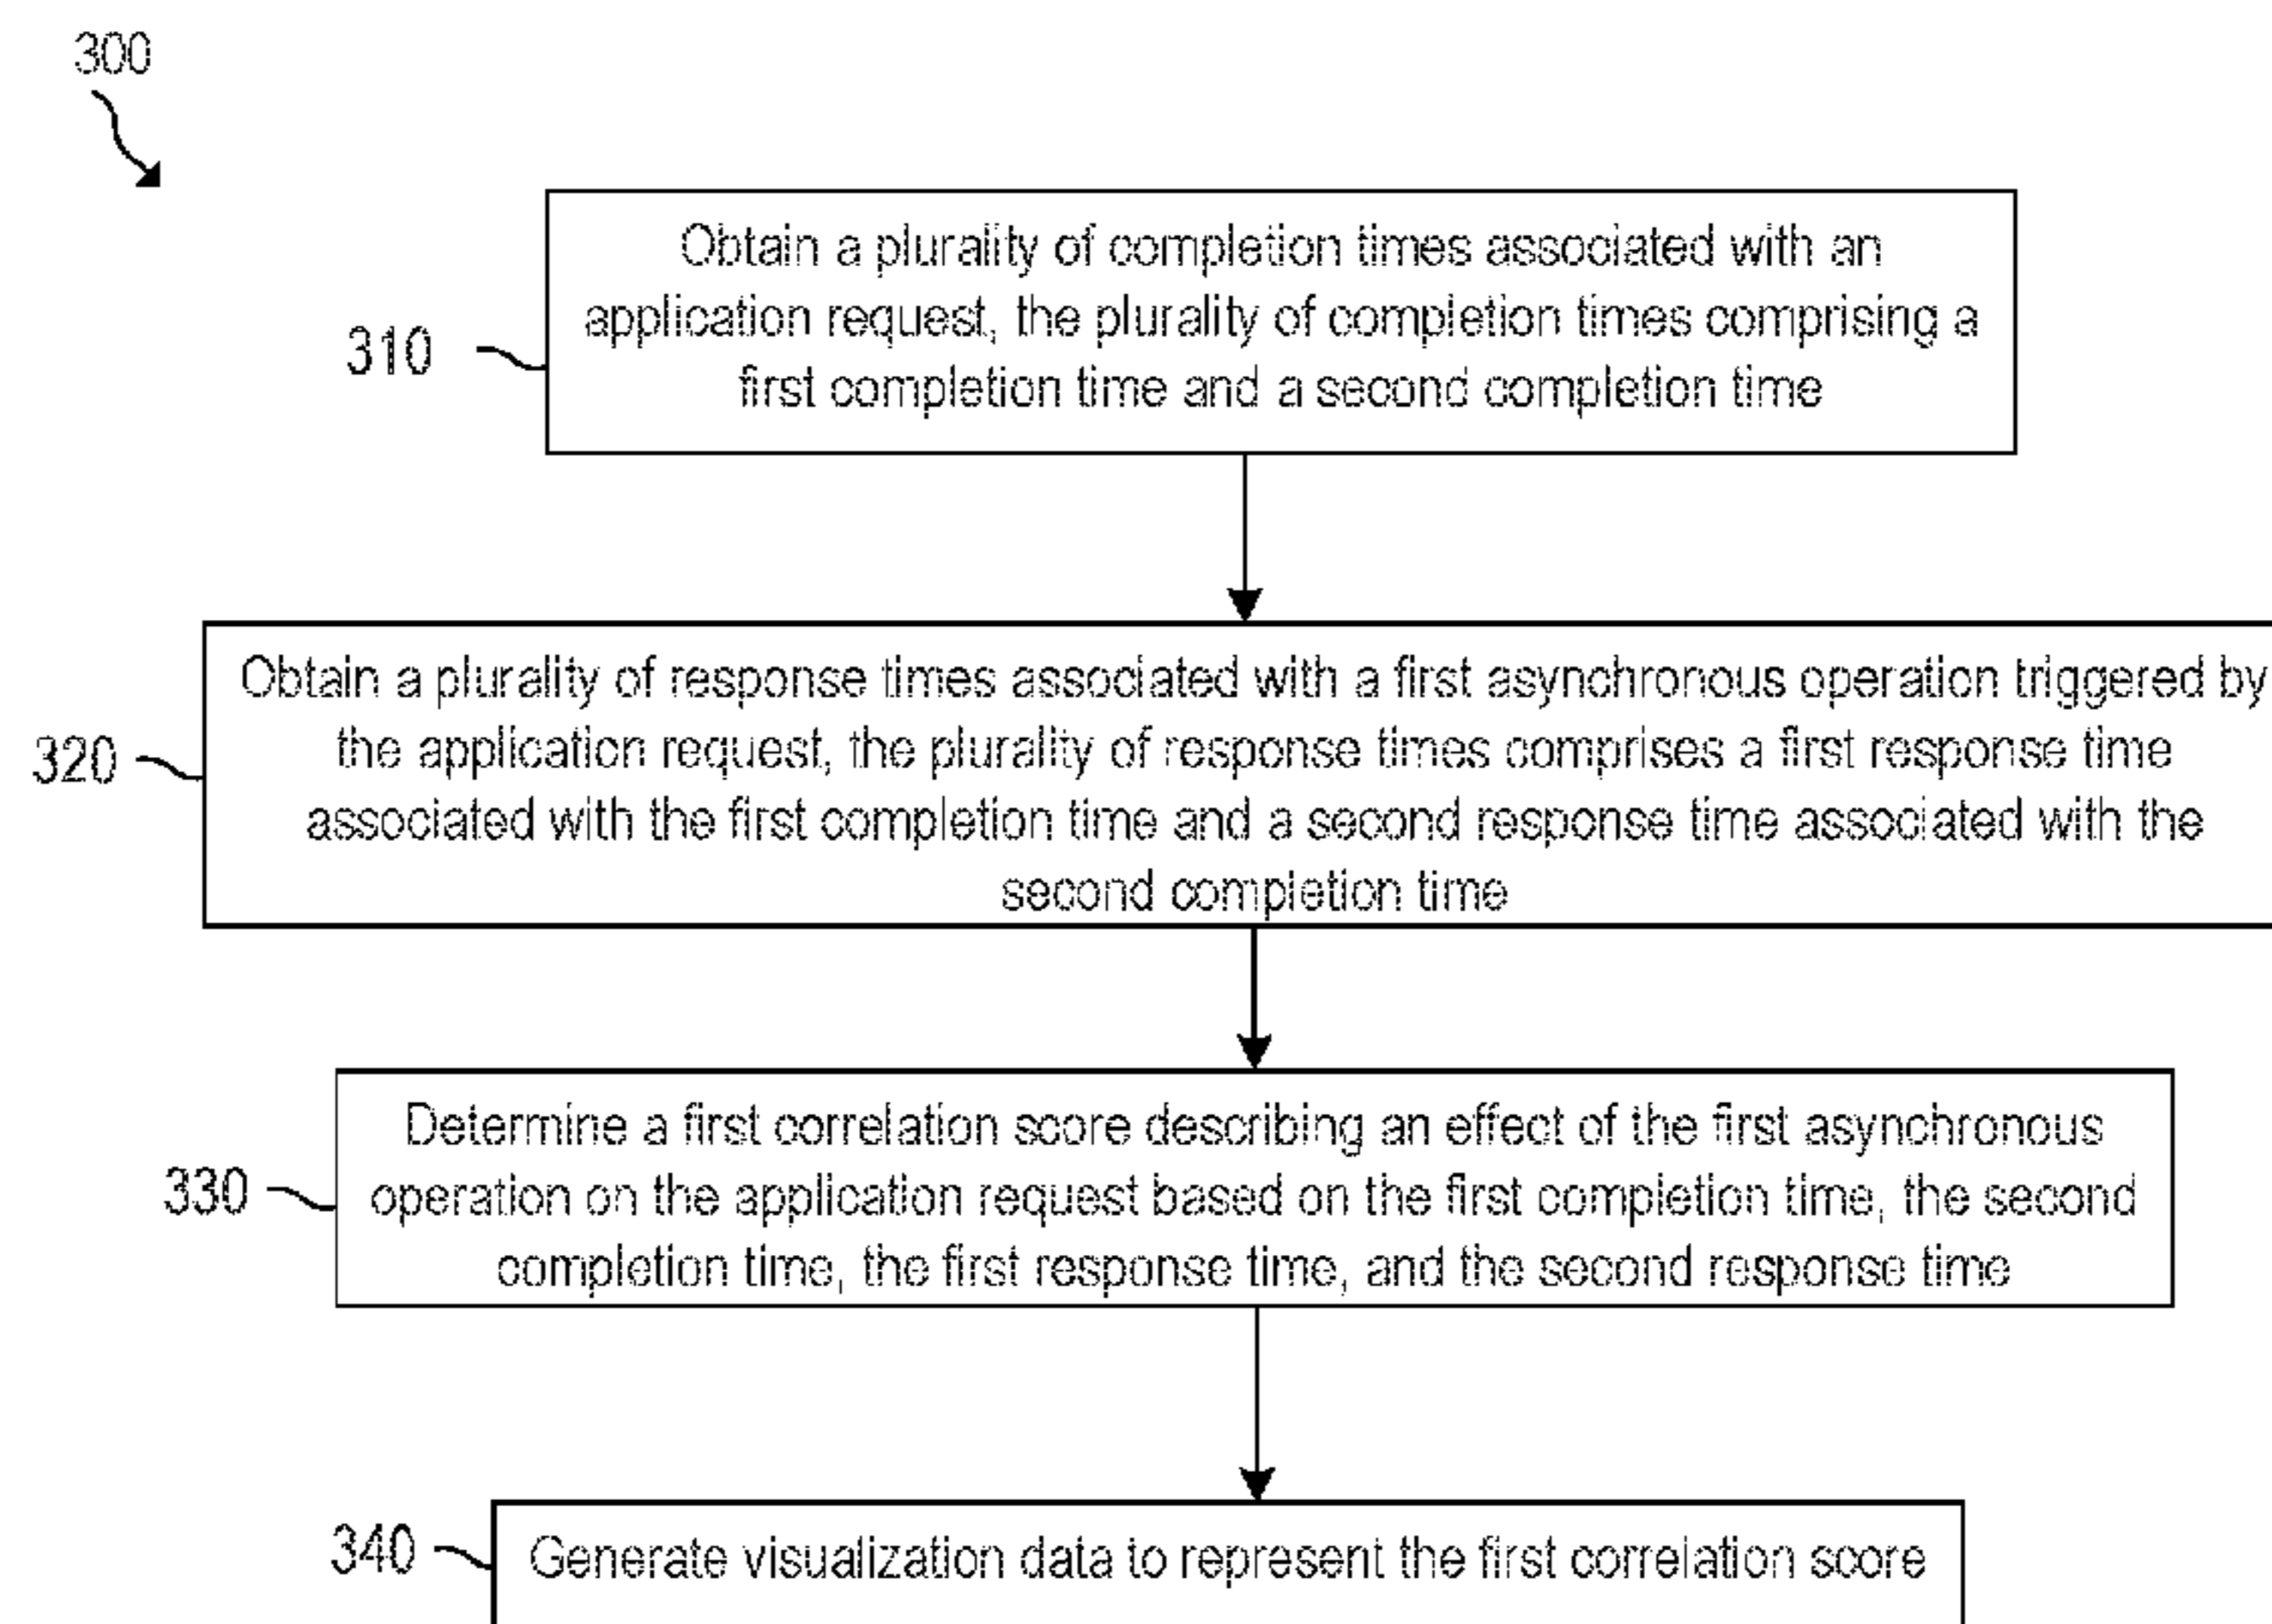 300
310
Obtain a plurality of completion times associated with an
application request, the plurality of completion times comprising a
first completion time and a second completion time
320
Obtain a plurality of response times associated with a first asynchronous operation triggered by
the application request, the plurality of response times comprises a first response time
associated with the first completion time and a second response time associated with the
second completion time
330
Determine a first correlation score describing an effect of the first asynchronous
operation on the application request based on the first completion time, the second
completion time, the first response time, and the second response time
340
Generate visualization data to represent the first correlation score